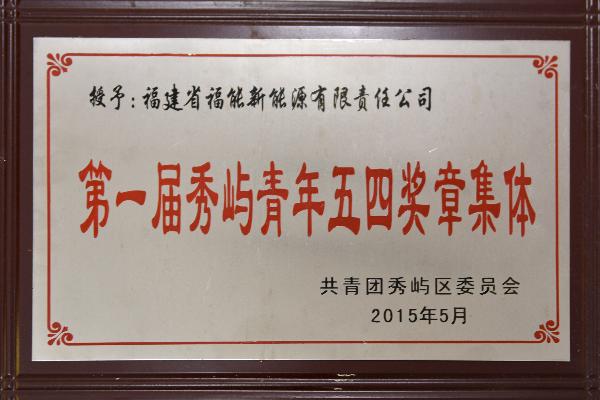 授予：福建省福能新能源有限责任公司
第一届秀屿青年五四奖章集体
共青团秀屿区委员会
2015年5月